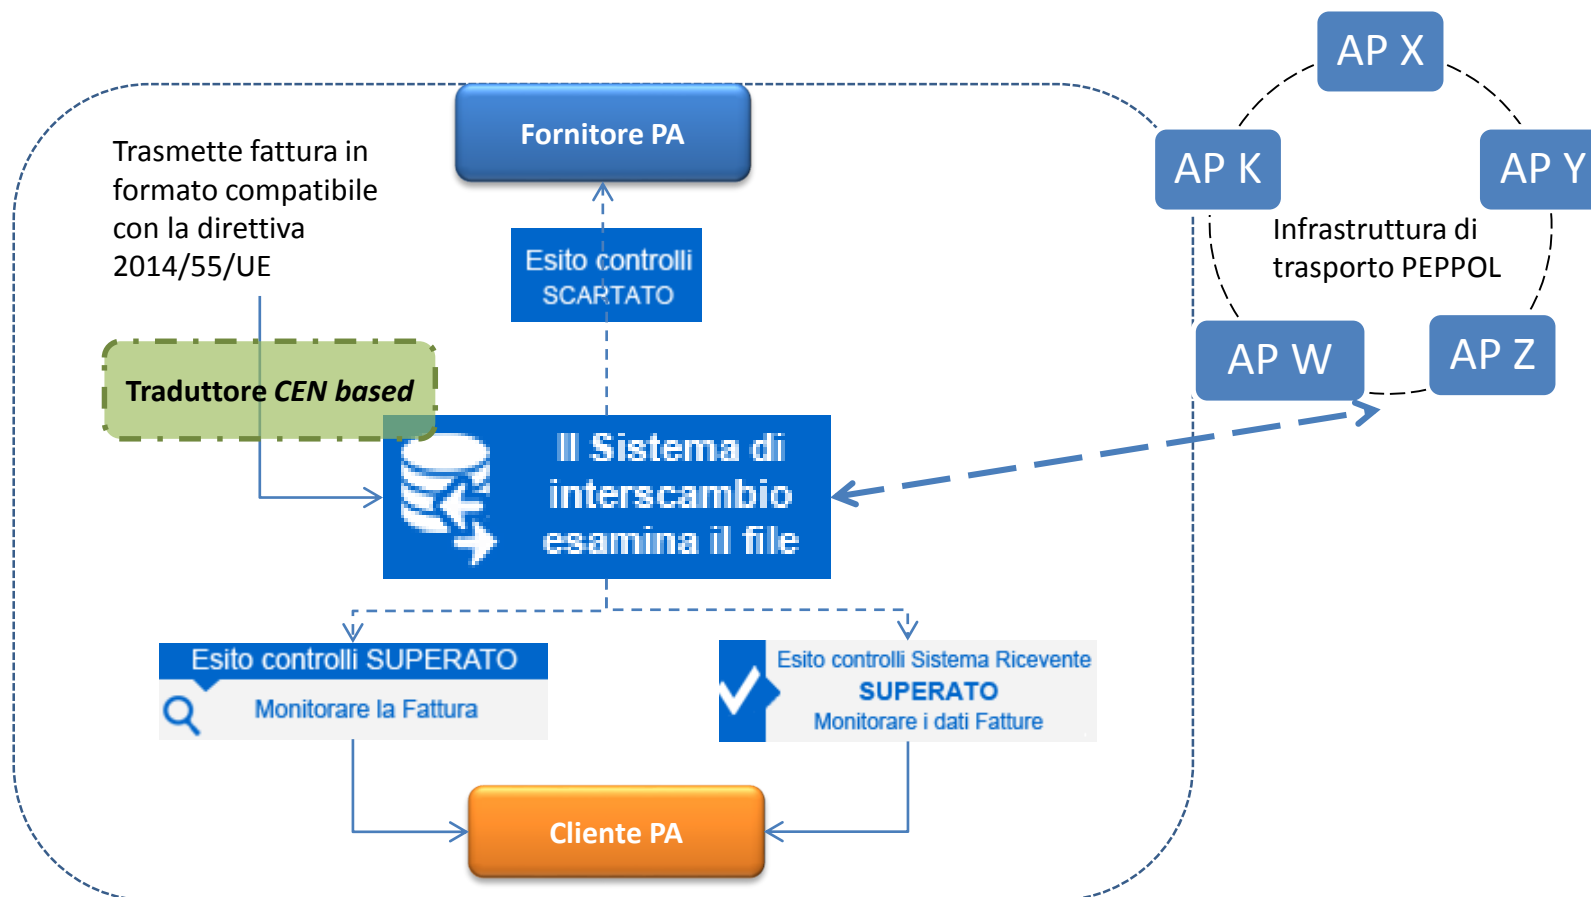 AP X
Fornitore PA
Trasmette fattura in
formato compatibile
con la direttiva
2014/55/UE
AP K
AP Y
Infrastruttura di
trasporto PEPPOL
Esito controlli
SCARTATO
AP W
AP Z
Traduttore CEN based
Il Sistema di
interscambio
esamina il file
Esito controlli SUPERATO
Monitorare la Fattura
Esito controlli Sistema Ricevente
SUPERATO
Monitorare i dati Fatture
Cliente PA